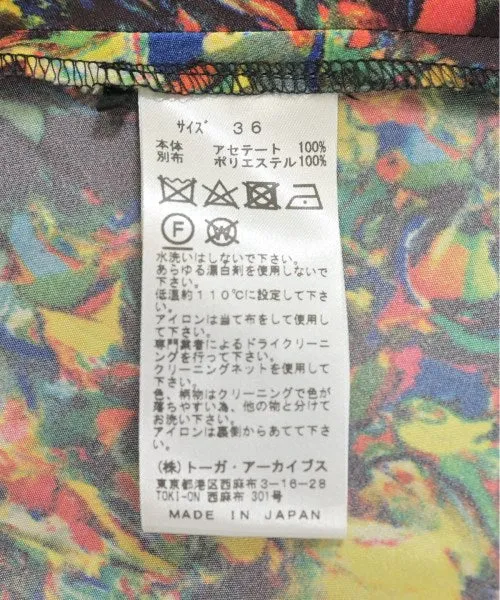 サイズ 36
本体 アセテート 100%
別布 ポリエステル100%
F
W
水洗いはしないで下さい。
あらゆる漂白剤を使用しないで
下さい。
低温約110℃に設定して下さ
い。
アイロンは当て布をして使用し
て下さい。
専門業者によるドライクリーニ
ングを行って下さい。
クリーニングネットを使用して
下さい。
色、柄物はクリーニングで色が
落ちやすい為、他の物と分けて
お洗い下さい。
アイロンは裏側からあてて下さ
い。
(株)トーガ・アーカイブス
東京都港区西麻布3-16-28
TOKI-ON 西麻布 301号
MADE IN JAPAN